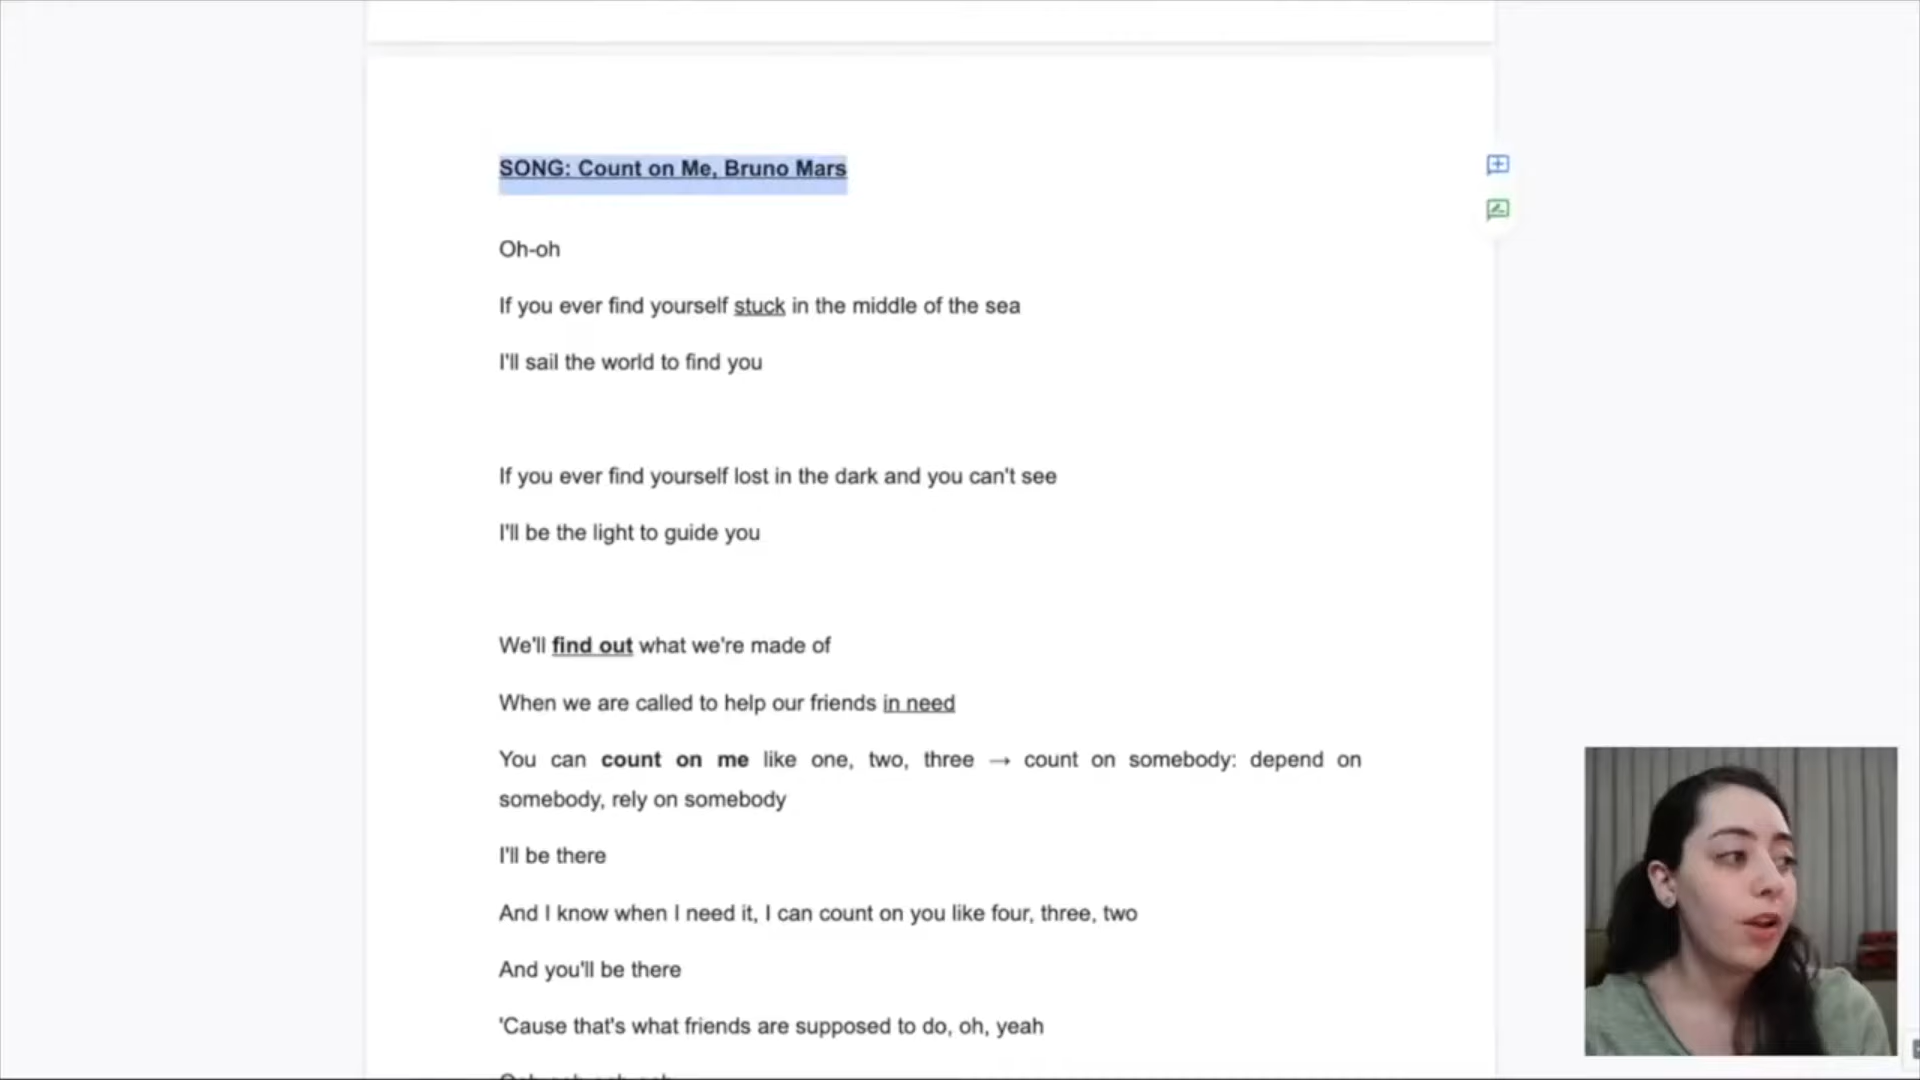 SONG: Count on Me, Bruno Mars
Oh-oh
If you ever find yourself stuck in the middle of the sea
I'll sail the world to find you
If you ever find yourself lost in the dark and you can't see
I'll be the light to guide you
We'll find out what we're made of
When we are called to help our friends in need
You can count on me like one, two, three → count on somebody: depend on
somebody, rely on somebody
I'll be there
And I know when I need it, I can count on you like four, three, two
And you'll be there
'Cause that's what friends are supposed to do, oh, yeah